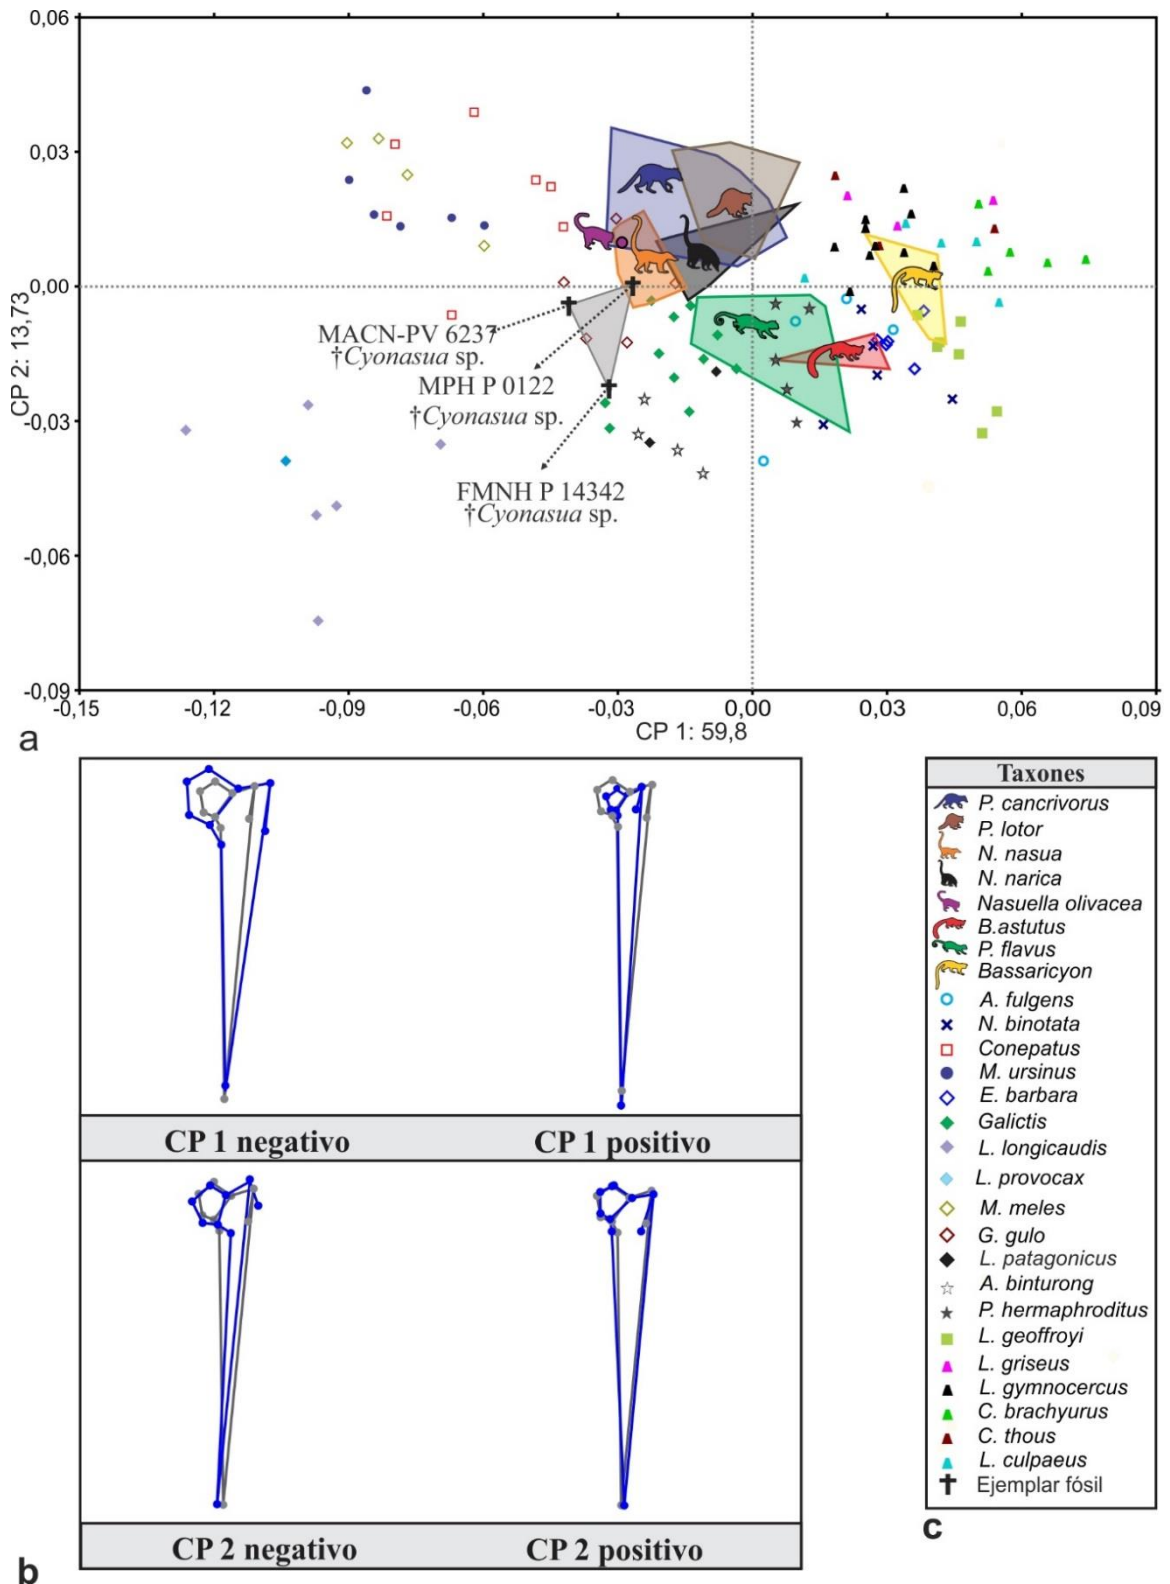 0,06
0,03
0,00
-0,03
-0,06
-0,09
CP 2: 13,73
MACN-PV 6237
†Cyonasua sp.
MPH P 0122
†Cyonasua sp.
FMNH P 14342
†Cyonasua sp.
-0,15 -0,12 -0,09 -0,06 -0,03 0,00 0,03 0,06 0,09
CP 1: 59,8
a
CP 1 negativo CP 1 positivo
CP 2 negativo CP 2 positivo
b
Taxones
P. cancrivorus
P. lotor
N. nasua
N. narica
Nasuella olivacea
B.astutus
P. flavus
Bassaricyon
A. fulgens
N. binotata
Conepatus
M. ursinus
E. barbara
Galictis
L. longicaudis
L. provocax
M. meles
G. gulo
L. patagonicus
A. binturong
P. hermaphroditus
L. geoffroyi
L. griseus
L. gymnocercus
C. brachyurus
C. thous
L. culpaeus
Ejemplar fósil
c